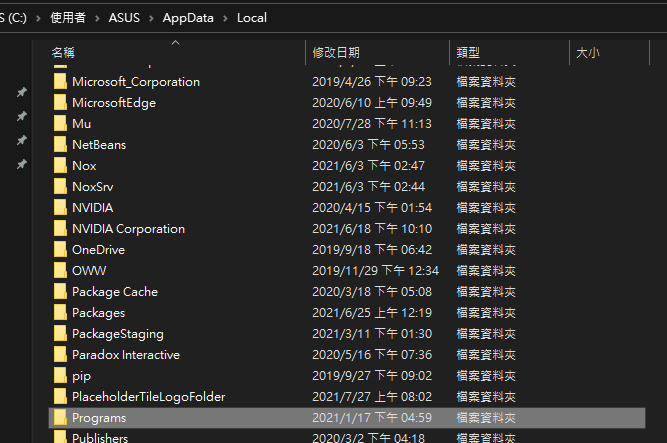 S (C:) > 使用者 > ASUS > AppData > Local
名稱 修改日期 類型 大小
Microsoft_Corporation 2019/4/26 下午 09:23 檔案資料夾
MicrosoftEdge 2020/6/10 上午 09:49 檔案資料夾
Mu 2020/7/28 下午 11:13 檔案資料夾
NetBeans 2020/6/3 下午 05:53 檔案資料夾
Nox 2021/6/3 下午 02:47 檔案資料夾
NoxSrv 2021/6/3 下午 02:44 檔案資料夾
NVIDIA 2020/4/15 下午 01:54 檔案資料夾
NVIDIA Corporation 2021/6/18 下午 10:10 檔案資料夾
OneDrive 2019/9/18 下午 06:42 檔案資料夾
OWW 2019/11/29 下午 12:34 檔案資料夾
Package Cache 2020/3/18 下午 05:08 檔案資料夾
Packages 2021/6/25 上午 12:19 檔案資料夾
PackageStaging 2021/3/11 下午 01:30 檔案資料夾
Paradox Interactive 2020/5/16 下午 07:36 檔案資料夾
pip 2019/9/27 下午 09:02 檔案資料夾
PlaceholderTileLogoFolder 2021/7/27 上午 08:02 檔案資料夾
Programs 2021/1/17 下午 04:59 檔案資料夾
Publishers 2020/3/2 下午 04:18 檔案資料夾